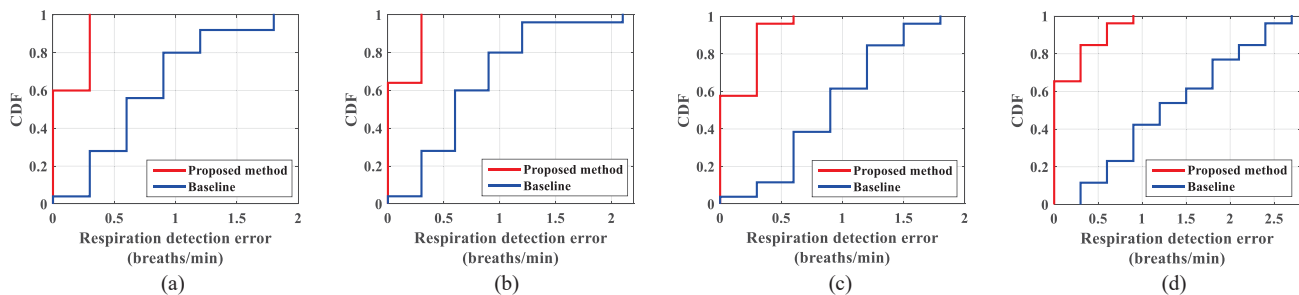 1
0.8
0.6
0.4
0.2
0
CDF
Proposed method
Baseline
0 0.5 1 1.5 2
Respiration detection error
(breaths/min)
(a)
1
0.8
0.6
0.4
0.2
0
CDF
Proposed method
Baseline
0 0.5 1 1.5 2
Respiration detection error
(breaths/min)
(b)
1
0.8
0.6
0.4
0.2
0
CDF
Proposed method
Baseline
0 0.5 1 1.5 2
Respiration detection error
(breaths/min)
(c)
1
0.8
0.6
0.4
0.2
0
CDF
Proposed method
Baseline
0 0.5 1 1.5 2 2.5
Respiration detection error
(breaths/min)
(d)